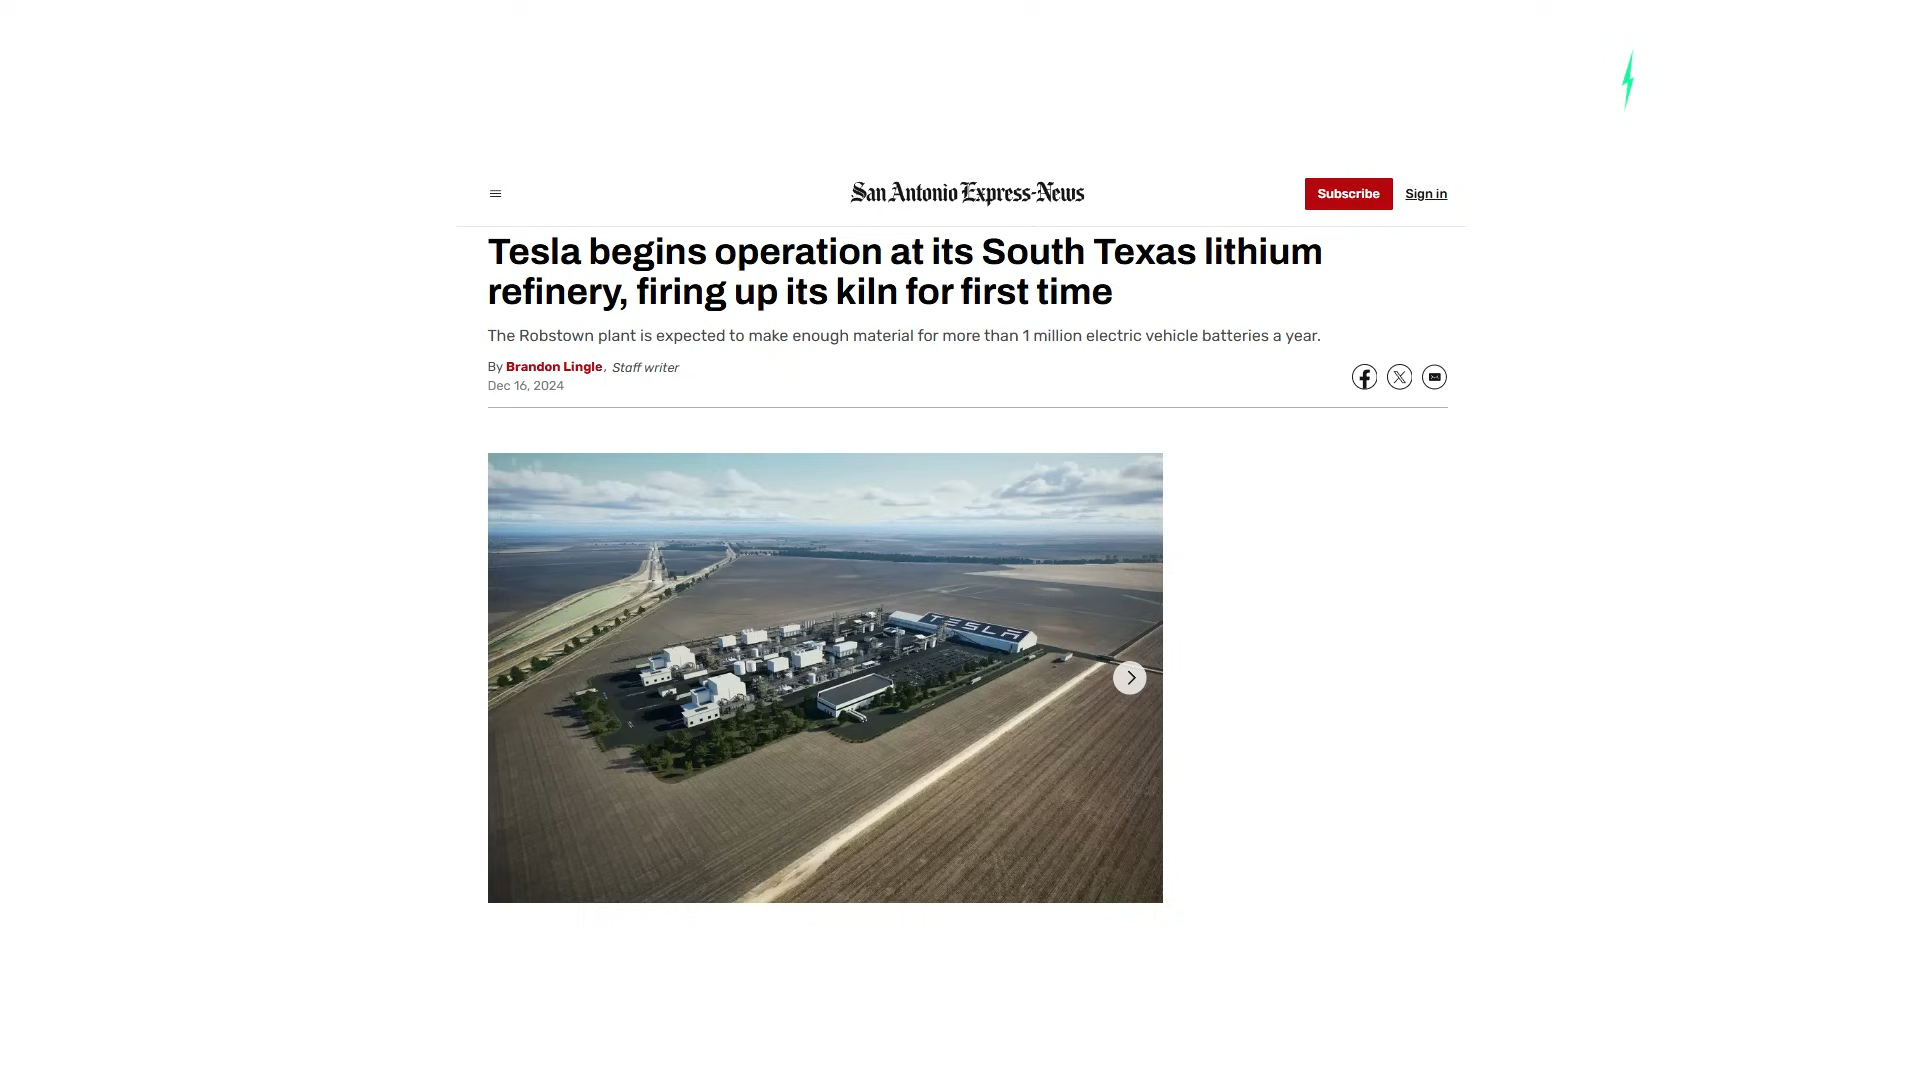 San Antonio Express-News
Subscribe
Sign in
Tesla begins operation at its South Texas lithium
refinery, firing up its kiln for first time
The Robstown plant is expected to make enough material for more than 1 million electric vehicle batteries a year.
By Brandon Lingle, Staff writer
Dec 16, 2024
TESLA